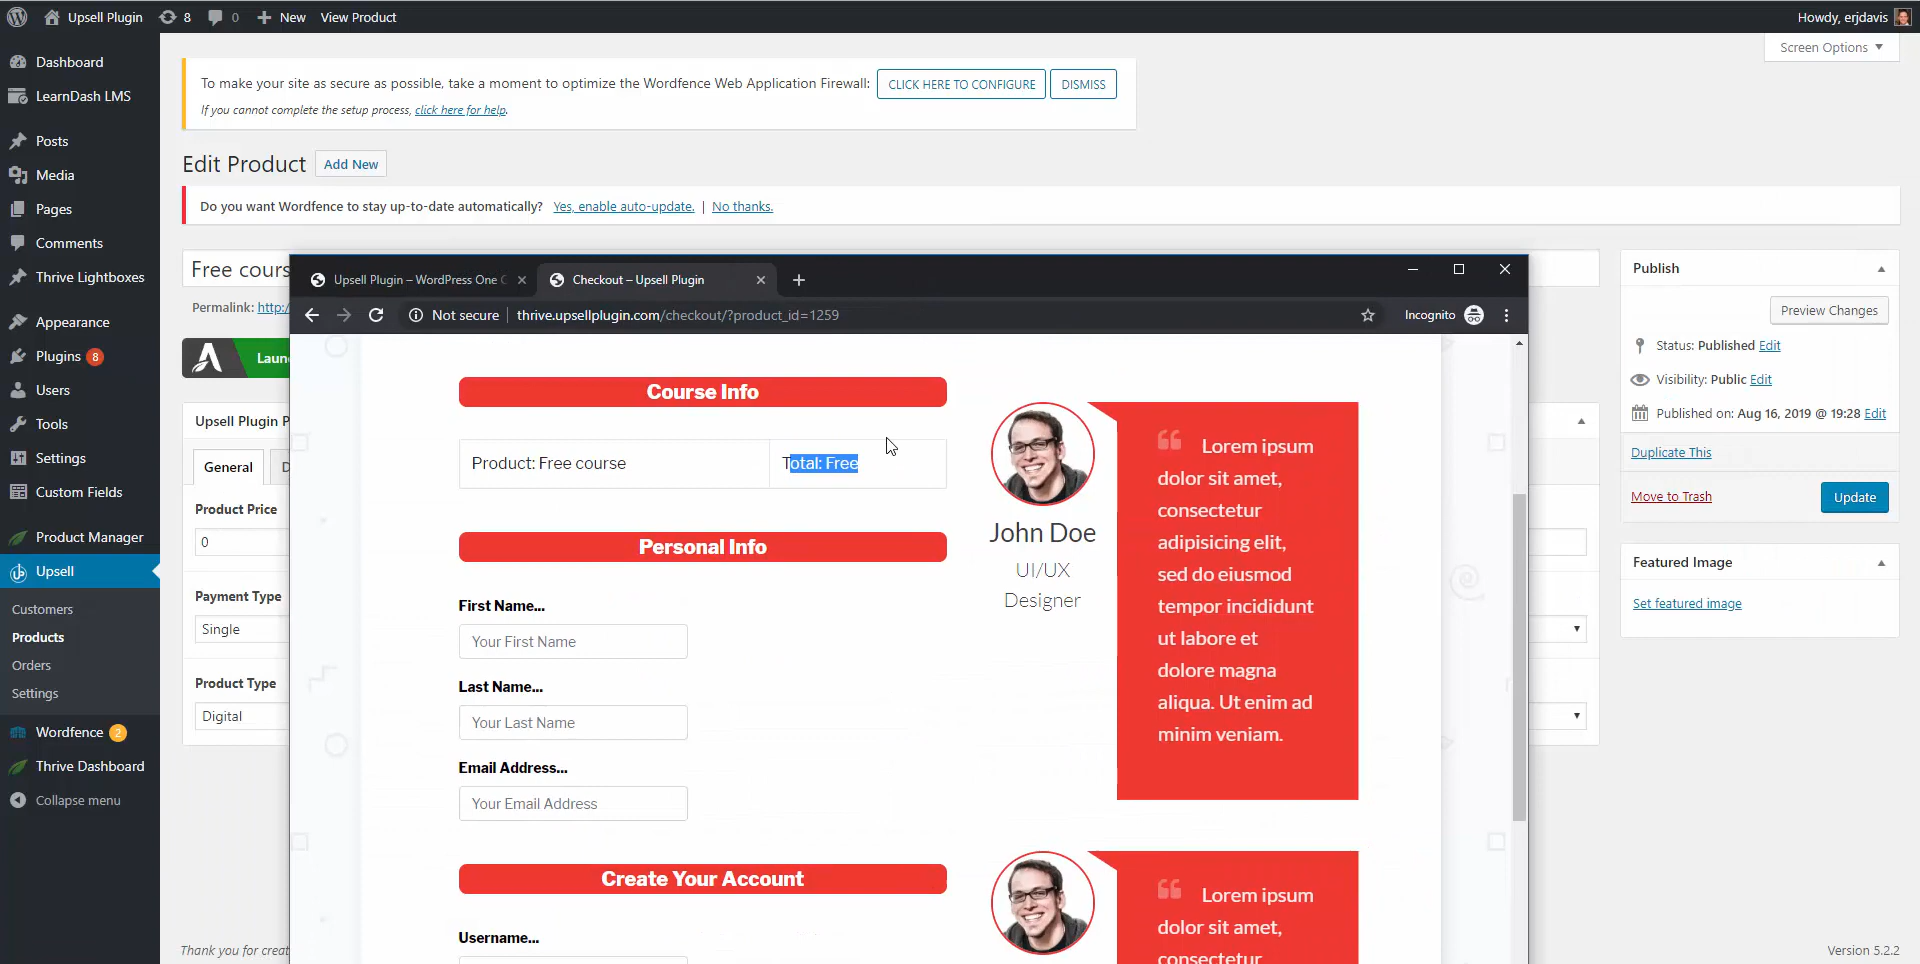 Upsell Plugin
8
0
New
View Product
Howdy, erjdavis
Screen Options
Dashboard
LearnDash LMS
Posts
Media
Pages
Comments
Thrive Lightboxes
Appearance
Plugins 8
Users
Tools
Settings
Custom Fields
Product Manager
Upsell
Customers
Products
Orders
Settings
Wordfence 2
Thrive Dashboard
Collapse menu
To make your site as secure as possible, take a moment to optimize the Wordfence Web Application Firewall: CLICK HERE TO CONFIGURE DISMISS
If you cannot complete the setup process, click here for help.
Edit Product Add New
Do you want Wordfence to stay up-to-date automatically? Yes, enable auto-update. | No thanks.
Free cours
Permalink: http:/
Laun
Upsell Plugin P
General D
Product Price
0
Payment Type
Single
Product Type
Digital
Thank you for creat
Upsell Plugin – WordPress One C
Checkout – Upsell Plugin
Not secure | thrive.upsellplugin.com/checkout/?product_id=1259
Incognito
Course Info
Product: Free course
Total: Free
Personal Info
First Name...
Your First Name
Last Name...
Your Last Name
Email Address...
Your Email Address
Create Your Account
Username...
John Doe
UI/UX
Designer
Lorem ipsum
dolor sit amet,
consectetur
adipisicing elit,
sed do eiusmod
tempor incididunt
ut labore et
dolore magna
aliqua. Ut enim ad
minim veniam.
Lorem ipsum
dolor sit amet,
consectetur
Publish
Preview Changes
Status: Published Edit
Visibility: Public Edit
Published on: Aug 16, 2019 @ 19:28 Edit
Duplicate This
Move to Trash
Update
Featured Image
Set featured image
Version 5.2.2